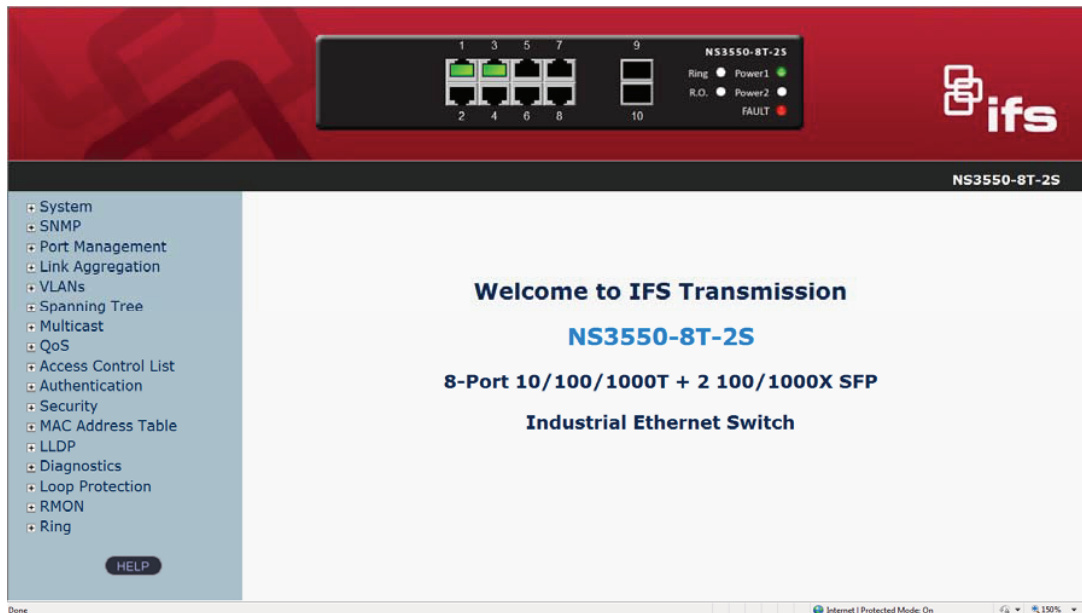 1 3 5 7 9
NS3550-8T-2S
Ring Power1
R.O. Power2
FAULT
2 4 6 8 10
ifs
NS3550-8T-2S
System
SNMP
Port Management
Link Aggregation
VLANs
Spanning Tree
Multicast
QoS
Access Control List
Authentication
Security
MAC Address Table
LLDP
Diagnostics
Loop Protection
RMON
Ring
HELP
Welcome to IFS Transmission
NS3550-8T-2S
8-Port 10/100/1000T + 2 100/1000X SFP
Industrial Ethernet Switch
Done
Internet | Protected Mode: On
150%